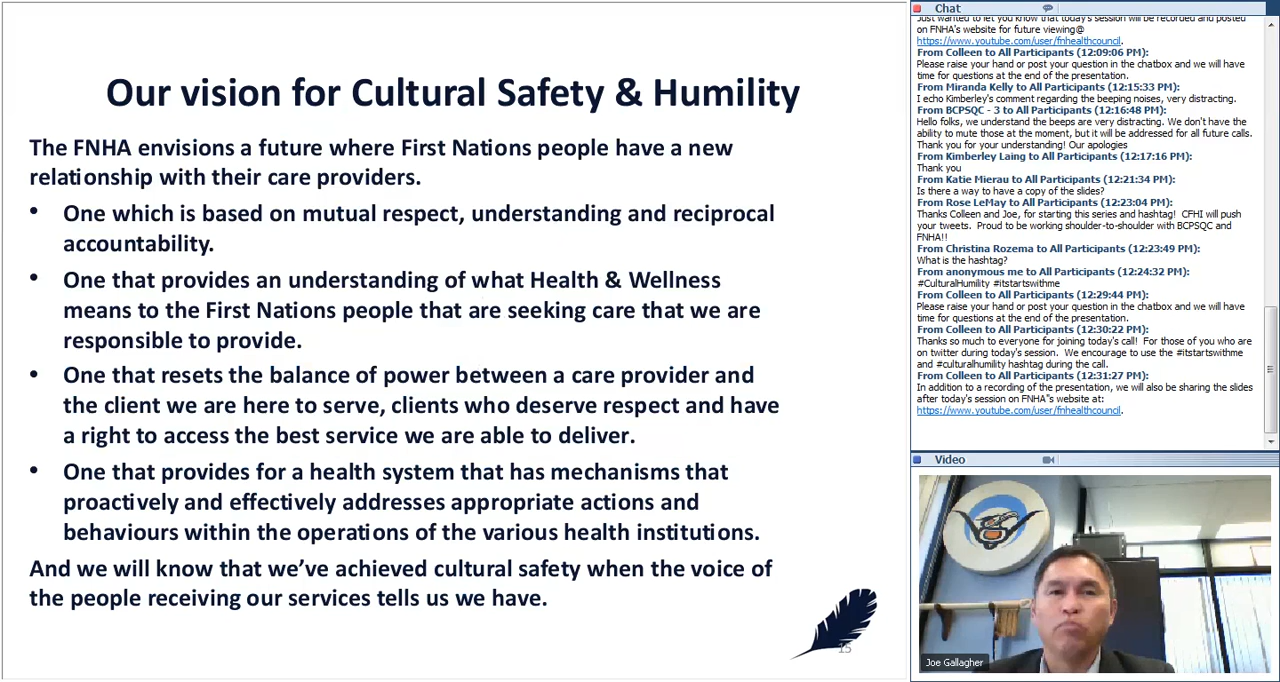 Our vision for Cultural Safety & Humility
The FNHA envisions a future where First Nations people have a new
relationship with their care providers.
• One which is based on mutual respect, understanding and reciprocal
accountability.
• One that provides an understanding of what Health & Wellness
means to the First Nations people that are seeking care that we are
responsible to provide.
• One that resets the balance of power between a care provider and
the client we are here to serve, clients who deserve respect and have
a right to access the best service we are able to deliver.
• One that provides for a health system that has mechanisms that
proactively and effectively addresses appropriate actions and
behaviours within the operations of the various health institutions.
And we will know that we’ve achieved cultural safety when the voice of
the people receiving our services tells us we have.
15
Chat
Just wanted to let you know that today's session will be recorded and posted
on FNHA's website for future viewing@
https://www.youtube.com/user/fnhealthcouncil.
From Colleen to All Participants (12:09:06 PM):
Please raise your hand or post your question in the chatbox and we will have
time for questions at the end of the presentation.
From Miranda Kelly to All Participants (12:15:33 PM):
I echo Kimberley's comment regarding the beeping noises, very distracting.
From BCPSQC - 3 to All Participants (12:16:48 PM):
Hello folks, we understand the beeps are very distracting. We don't have the
ability to mute those at the moment, but it will be addressed for all future calls.
Thank you for your understanding! Our apologies
From Kimberley Laing to All Participants (12:17:16 PM):
Thank you
From Katie Mierau to All Participants (12:21:34 PM):
Is there a way to have a copy of the slides?
From Rose LeMay to All Participants (12:23:04 PM):
Thanks Colleen and Joe, for starting this series and hashtag! CFHI will push
your tweets. Proud to be working shoulder-to-shoulder with BCPSQC and
FNHA!!
From Christina Rozema to All Participants (12:23:49 PM):
What is the hashtag?
From anonymous me to All Participants (12:24:32 PM):
#CulturalHumility #itstartswithme
From Colleen to All Participants (12:29:44 PM):
Please raise your hand or post your question in the chatbox and we will have
time for questions at the end of the presentation.
From Colleen to All Participants (12:30:22 PM):
Thanks so much to everyone for joining today's call! For those of you who are
on twitter during today's session. We encourage to use the #itstartswithme
and #culturalhumility hashtag during the call.
From Colleen to All Participants (12:31:27 PM):
In addition to a recording of the presentation, we will also be sharing the slides
after today's session on FNHA"s website at:
https://www.youtube.com/user/fnhealthcouncil.
Video
Joe Gallagher